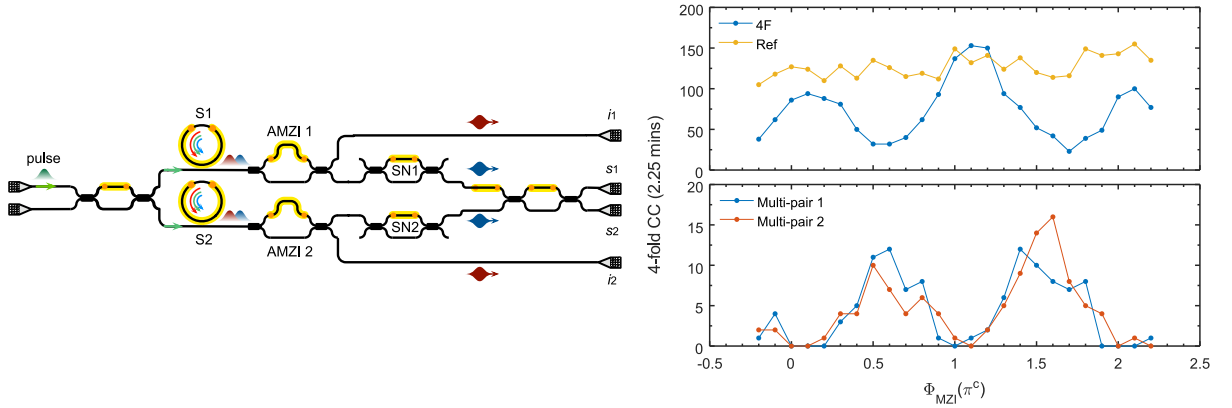 pulse
S1
S2
AMZI 1
AMZI 2
SN1
SN2
i1
s1
s2
i2
4-fold CC (2.25 mins)
200
150
100
50
0
4F
Ref
20
15
10
5
0
Multi-pair 1
Multi-pair 2
-0.5
0
0.5
1
1.5
2
2.5
Φ_MZI(π^c)